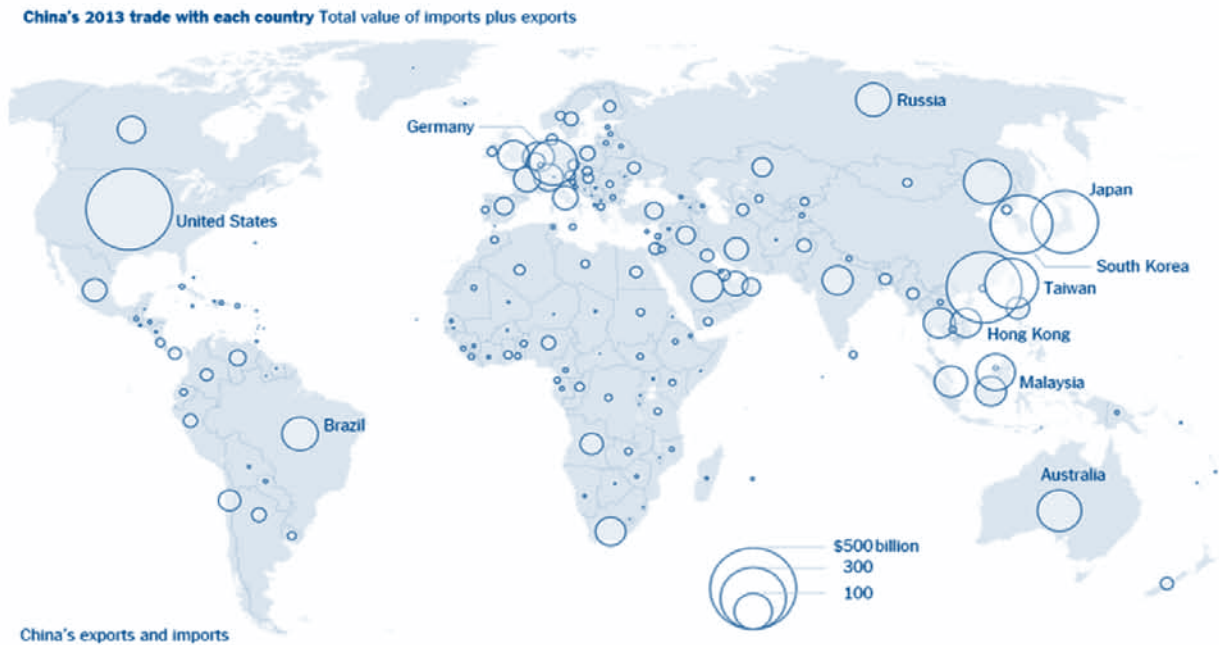 China's 2013 trade with each country Total value of imports plus exports
Russia
Germany
Japan
United States
South Korea
Taiwan
Hong Kong
Malaysia
Brazil
Australia
$500 billion
300
100
China's exports and imports